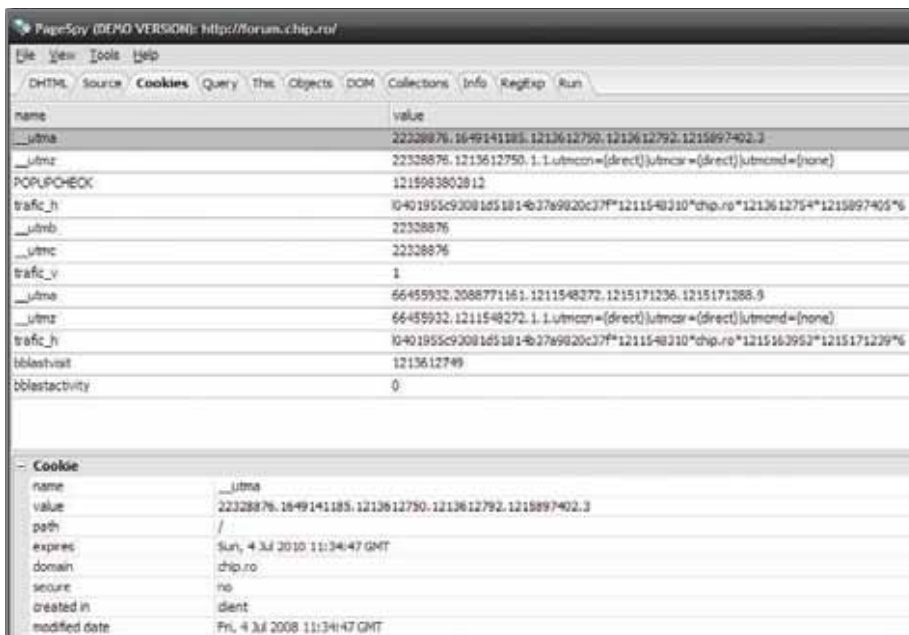 PageSpy (DEMO VERSION): http://forum.chip.ro/
File View Tools Help
DHTML Source Cookies Query This Objects DOM Collections Info RegExp Run
name value
__utma 22328876.1649141185.1213612750.1213612792.1215897402.3
__utmz 22328876.1213612750.1.1.utmccn=(direct)|utmcsr=(direct)|utmcmd=(none)
POPUPCHECK 1215983802812
trafic_h
__utmb 22328876
__utmc 22328876
trafic_v 1
__utma 66455932.2088771161.1211548272.1215171236.1215171288.9
__utmz 66455932.1211548272.1.1.utmccn=(direct)|utmcsr=(direct)|utmcmd=(none)
trafic_h
bblastvisit 1213612749
bblastactivity 0
Cookie
name __utma
value 22328876.1649141185.1213612750.1213612792.1215897402.3
path /
expires Sun, 4 Jul 2010 11:34:47 GMT
domain chip.ro
secure no
created in client
modified date Fri, 4 Jul 2008 11:34:47 GMT